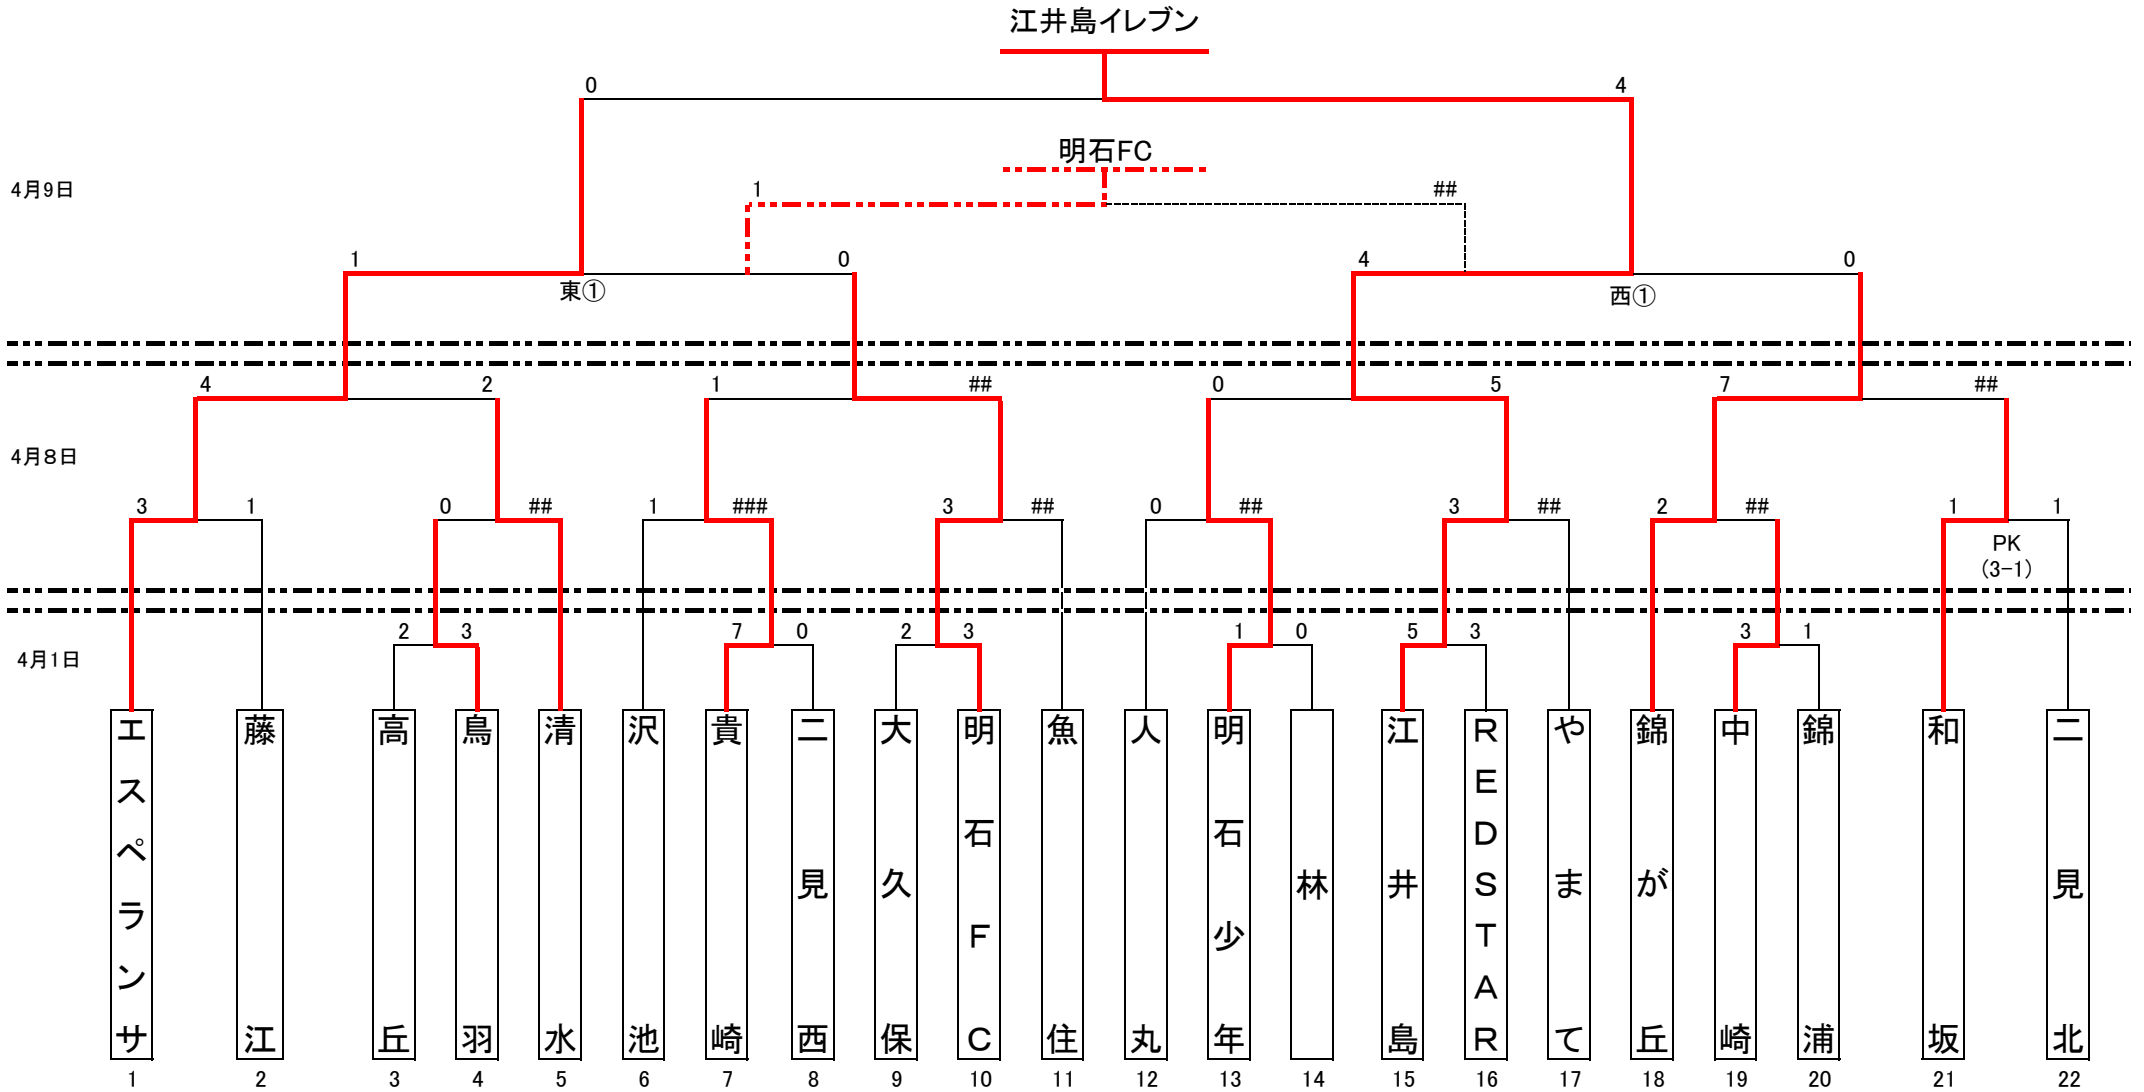 江井島イレブン
0 4
明石FC
4月9日 1 ##
1 0 4 0
東① 西①
4 2 1 ## 0 5 7 ##
4月8日
3 1 0 ## 1 ### 3 ## 0 ## 3 ## 2 ## 1 1
PK
(3-1)
2 3 7 0 2 3 1 0 5 3 3 1
4月1日
エスペランサ
藤江
高丘
鳥羽
清水
沢池
貴崎
二見西
大久保
明石FC
魚住
人丸
明石少年
林
江井島
REDSTAR
やまて
錦が丘
中崎
錦浦
和坂
二見北
1 2 3 4 5 6 7 8 9 10 11 12 13 14 15 16 17 18 19 20 21 22